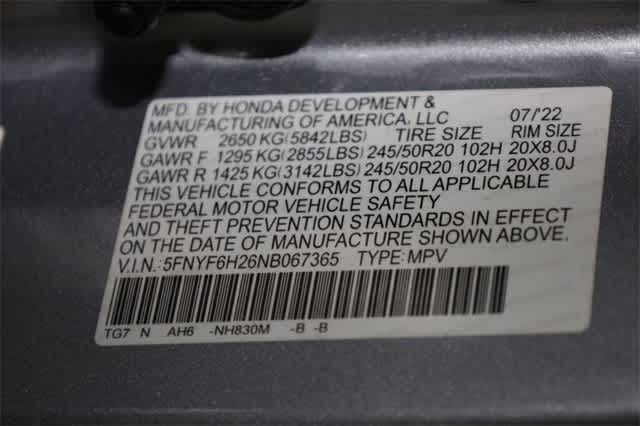 MFD. BY HONDA DEVELOPMENT &
MANUFACTURING OF AMERICA, LLC 07/'22
GVWR 2650 KG(5842LBS) TIRE SIZE RIM SIZE
GAWR F 1295 KG(2855LBS) 245/50R20 102H 20X8.0J
GAWR R 1425 KG(3142LBS) 245/50R20 102H 20X8.0J
THIS VEHICLE CONFORMS TO ALL APPLICABLE
FEDERAL MOTOR VEHICLE SAFETY
AND THEFT PREVENTION STANDARDS IN EFFECT
ON THE DATE OF MANUFACTURE SHOWN ABOVE.
V.I.N.: 5FNYF6H26NB067365 TYPE: MPV
TG7 N AH6 -NH830M -B -B